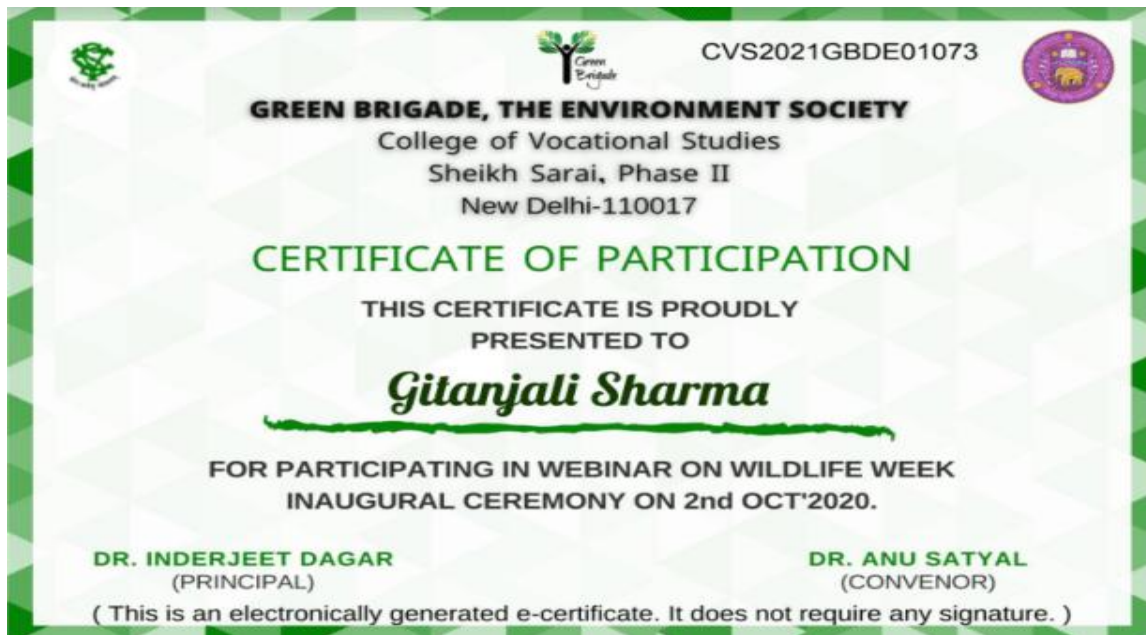 Green
Brigade
CVS2021GBDE01073
GREEN BRIGADE, THE ENVIRONMENT SOCIETY
College of Vocational Studies
Sheikh Sarai, Phase II
New Delhi-110017
CERTIFICATE OF PARTICIPATION
THIS CERTIFICATE IS PROUDLY
PRESENTED TO
Gitanjali Sharma
FOR PARTICIPATING IN WEBINAR ON WILDLIFE WEEK
INAUGURAL CEREMONY ON 2nd OCT'2020.
DR. INDERJEET DAGAR
(PRINCIPAL)
DR. ANU SATYAL
(CONVENOR)
( This is an electronically generated e-certificate. It does not require any signature. )